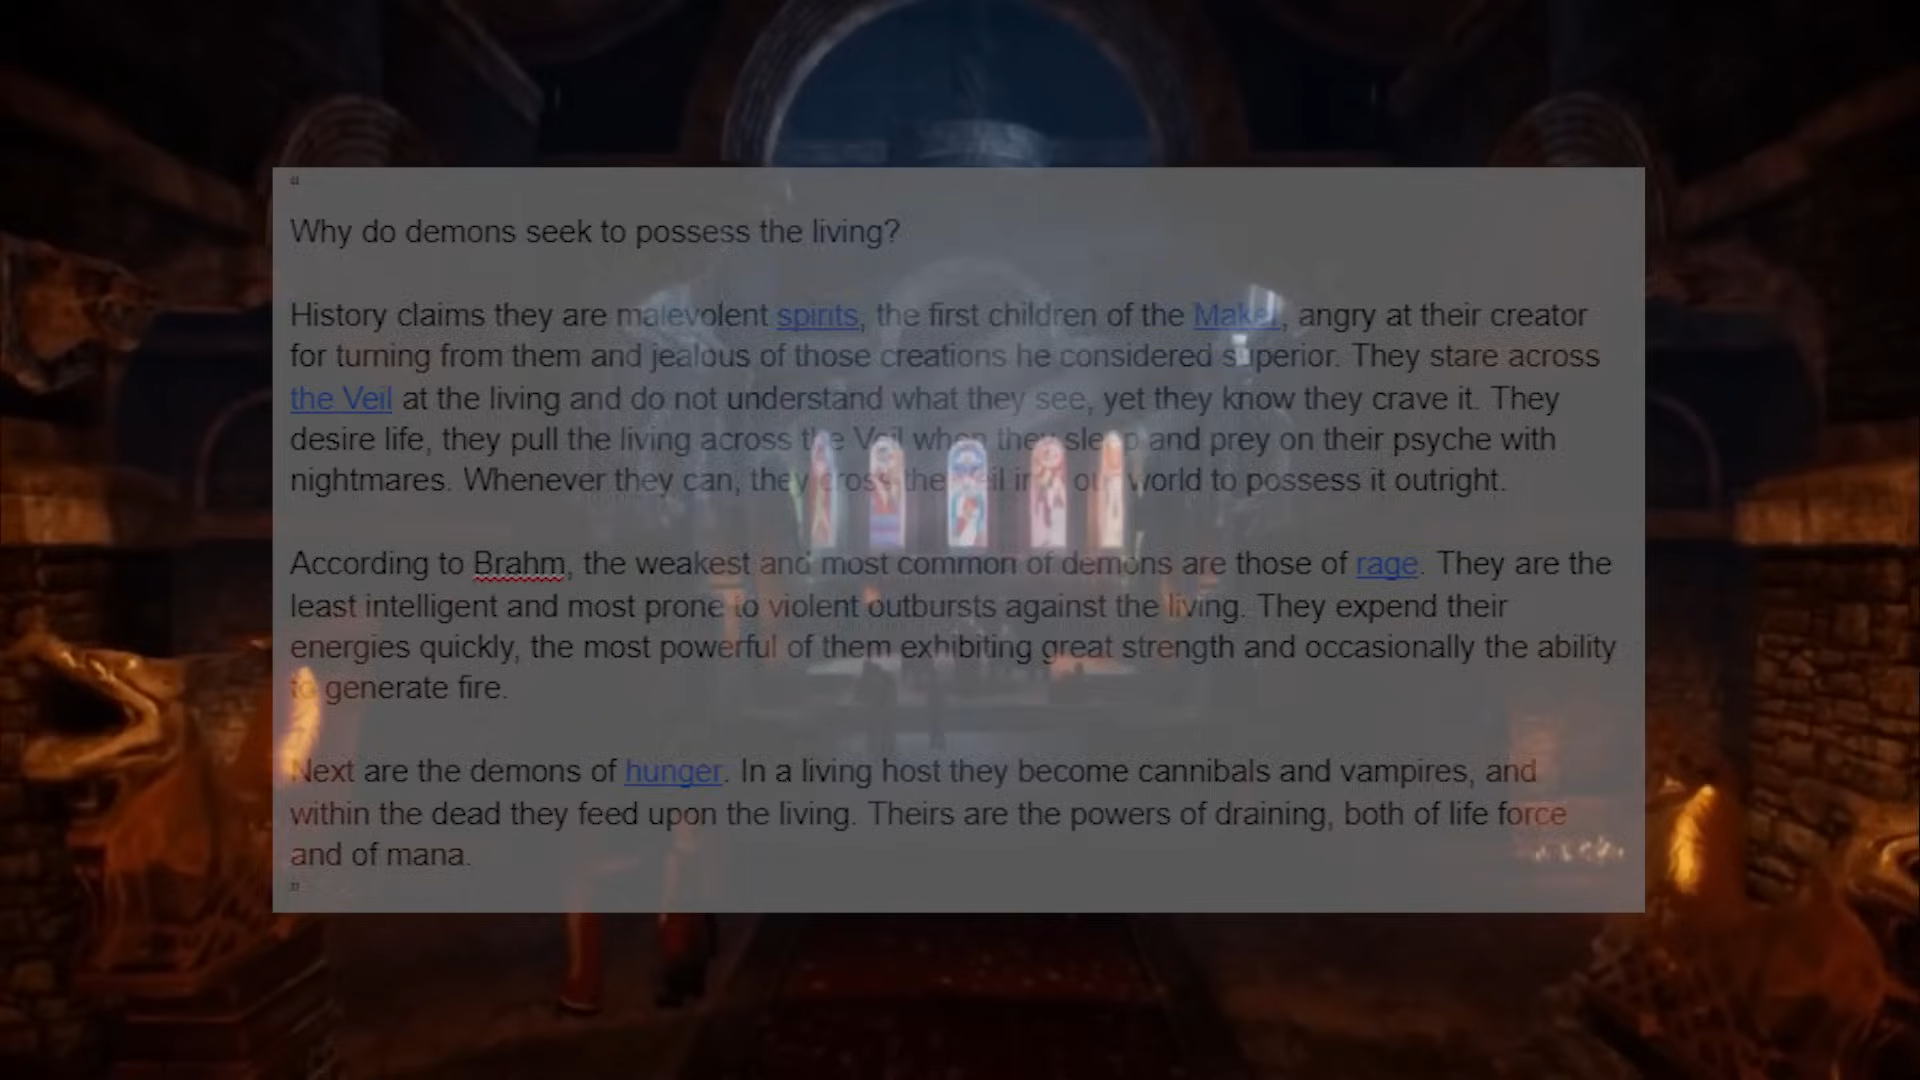 “
Why do demons seek to possess the living?
History claims they are malevolent spirits, the first children of the Maker, angry at their creator
for turning from them and jealous of those creations he considered superior. They stare across
the Veil at the living and do not understand what they see, yet they know they crave it. They
desire life, they pull the living across the Veil when they sleep and prey on their psyche with
nightmares. Whenever they can, they cross the Veil into our world to possess it outright.
According to Brahm, the weakest and most common of demons are those of rage. They are the
least intelligent and most prone to violent outbursts against the living. They expend their
energies quickly, the most powerful of them exhibiting great strength and occasionally the ability
to generate fire.
Next are the demons of hunger. In a living host they become cannibals and vampires, and
within the dead they feed upon the living. Theirs are the powers of draining, both of life force
and of mana.
”